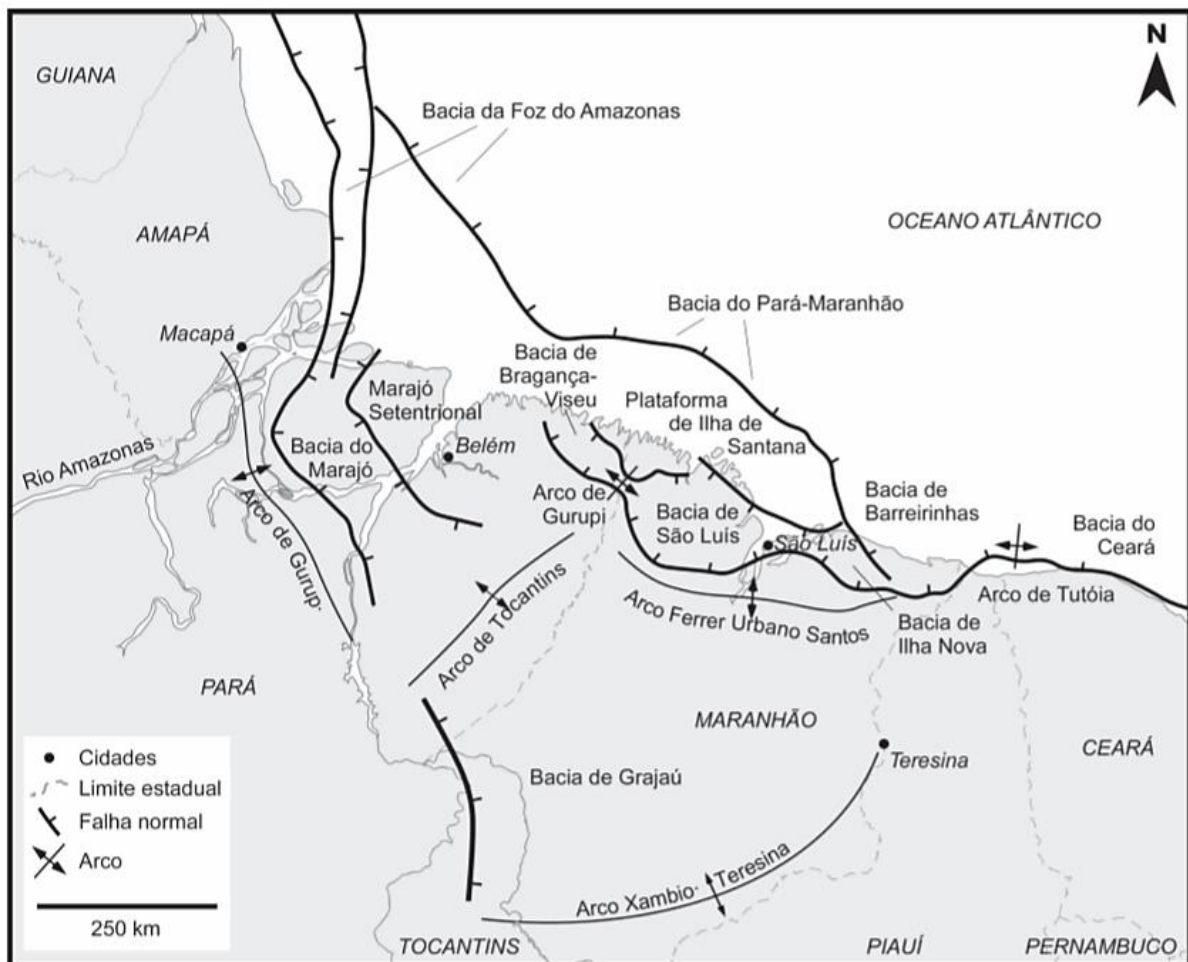 N
GUIANA
Bacia da Foz do Amazonas
AMAPÁ
OCEANO ATLÂNTICO
Macapá
Bacia do Pará-Maranhão
Bacia de
Bragança-
Viseu
Marajó
Setentrional
Plataforma
de Ilha de
Santana
Rio Amazonas
Bacia do
Marajó
Belém
Arco de Gurup·
Arco de
Gurupi
Bacia de
São Luís
São Luís
Bacia de
Barreirinhas
Bacia do
Ceará
Arco de Tutóia
Arco de Tocantins
Arco Ferrer Urbano Santos
Bacia de
Ilha Nova
PARÁ
MARANHÃO
CEARÁ
Teresina
Bacia de Grajaú
Arco Xambio· Teresina
TOCANTINS
PIAUÍ
PERNAMBUCO
Cidades
Limite estadual
Falha normal
Arco
250 km